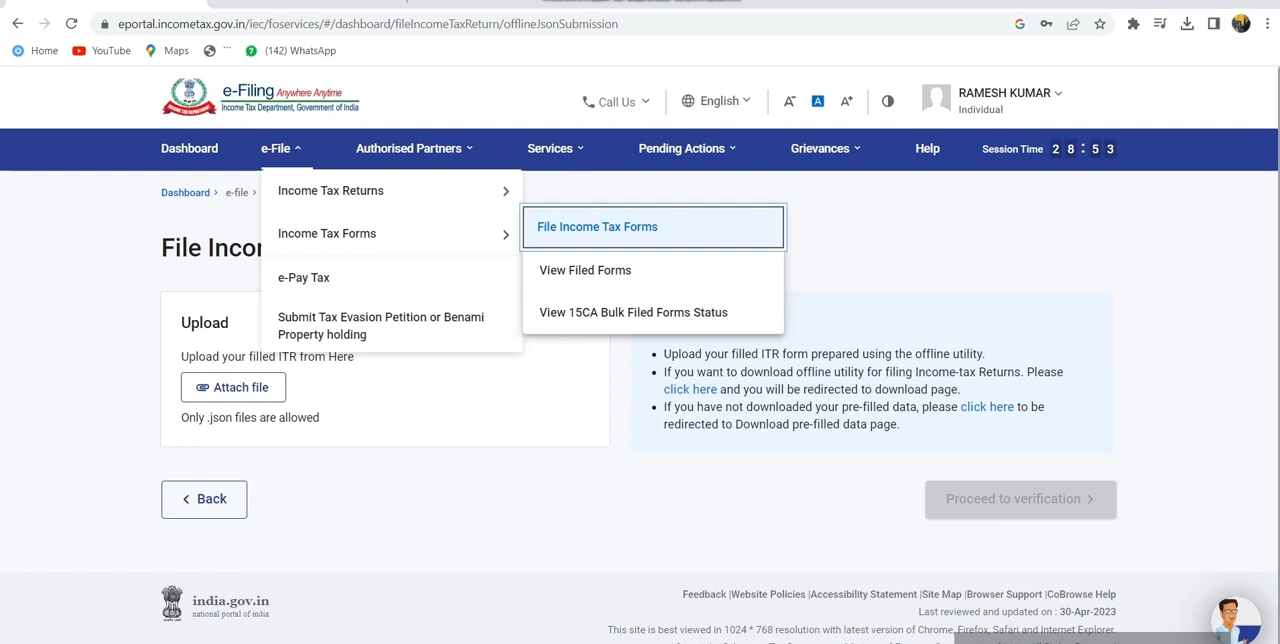 eportal.incometax.gov.in/iec/foservices/#/dashboard/fileIncomeTaxReturn/offlineJsonSubmission
Home YouTube Maps (142) WhatsApp
e-Filing Anywhere Anytime
Income Tax Department, Government of India
Call Us English A- A A+ RAMESH KUMAR
Individual
Dashboard e-File Authorised Partners Services Pending Actions Grievances Help Session Time 2 8 : 5 3
Dashboard > e-file >
Income Tax Returns
File Income Tax Forms
Income Tax Forms
File Incor
View Filed Forms
e-Pay Tax
View 15CA Bulk Filed Forms Status
Submit Tax Evasion Petition or Benami
Property holding
Upload
Upload your filled ITR from Here
Attach file
Only .json files are allowed
• Upload your filled ITR form prepared using the offline utility.
• If you want to download offline utility for filing Income-tax Returns. Please
click here and you will be redirected to download page.
• If you have not downloaded your pre-filled data, please click here to be
redirected to Download pre-filled data page.
< Back
Proceed to verification >
india.gov.in
national portal of india
Feedback |Website Policies |Accessibility Statement |Site Map |Browser Support |CoBrowse Help
Last reviewed and updated on : 30-Apr-2023
This site is best viewed in 1024 * 768 resolution with latest version of Chrome, Firefox, Safari and Internet Explorer.